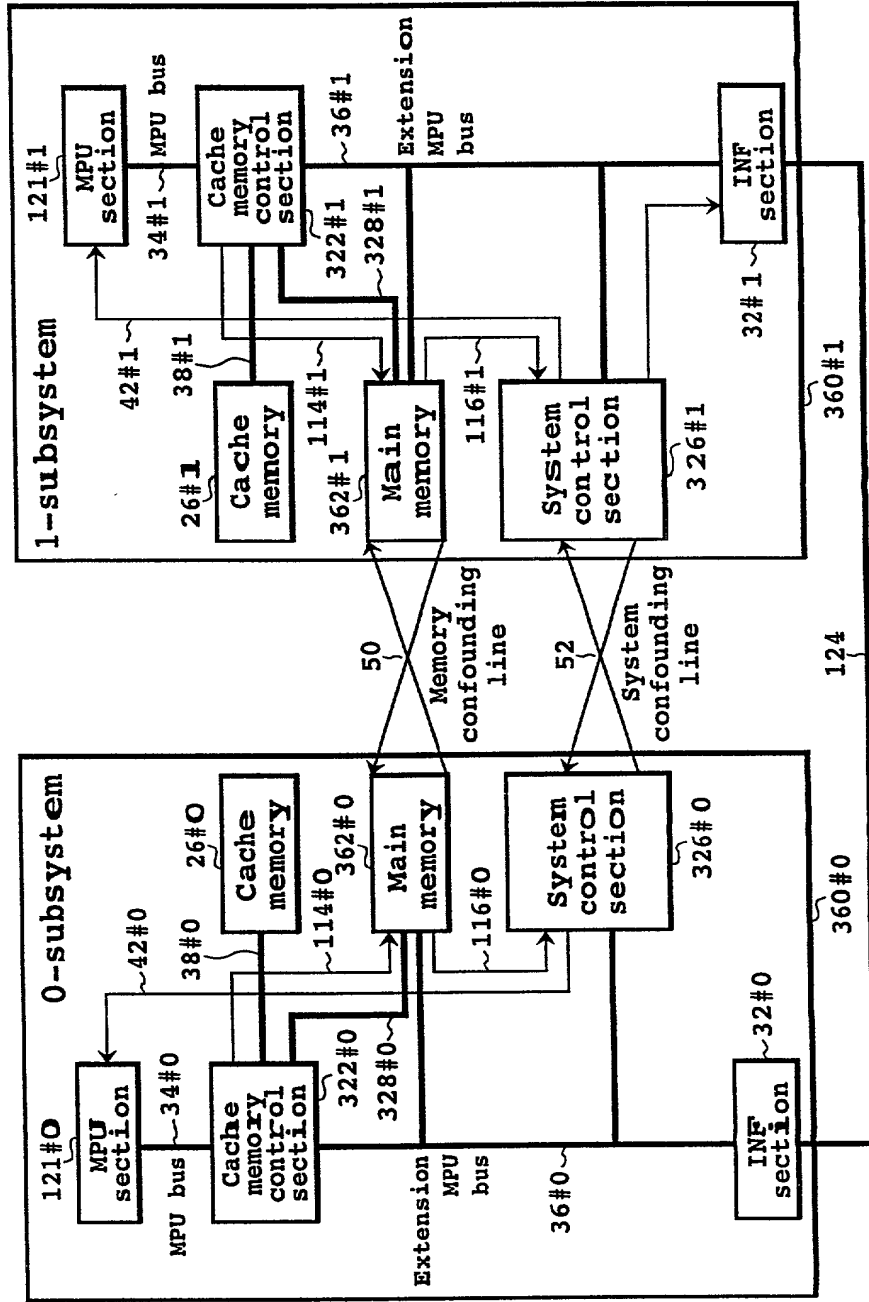 0-subsystem
121#0
MPU
section
MPU bus
34#0
42#0
38#0
26#0
Cache
memory
Cache
memory
control
section
322#0
114#0
328#0
362#0
Main
memory
Extension
MPU
bus
116#0
36#0
System
control
section
326#0
INF
section
32#0
360#0
50
Memory
confounding
line
52
System
confounding
line
124
1-subsystem
121#1
MPU
section
34#1
MPU bus
42#1
38#1
26#1
Cache
memory
Cache
memory
control
section
322#1
114#1
328#1
362#1
Main
memory
36#1
Extension
MPU
bus
116#1
System
control
section
326#1
INF
section
32#1
360#1